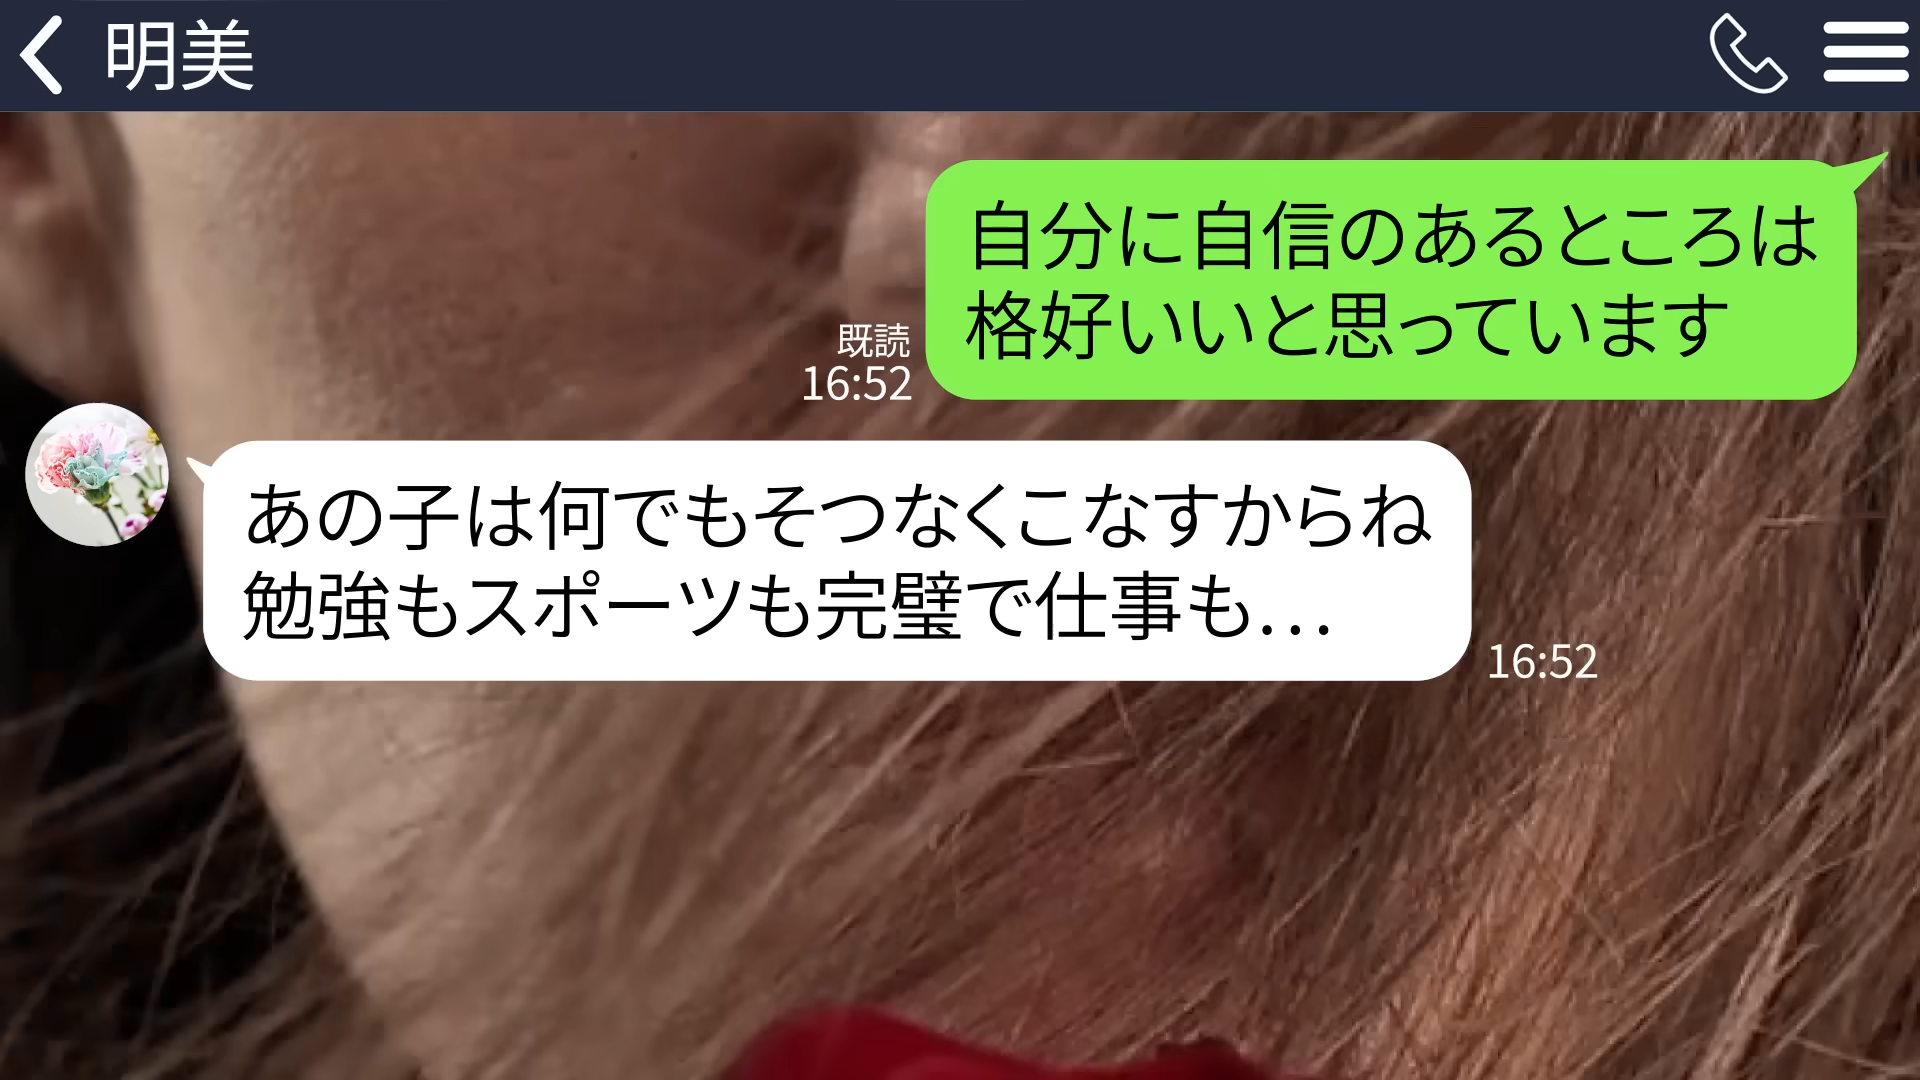 明美
自分に自信のあるところは
格好いいと思っています
既読
16:52
あの子は何でもそつなくこなすからね
勉強もスポーツも完璧で仕事も…
16:52